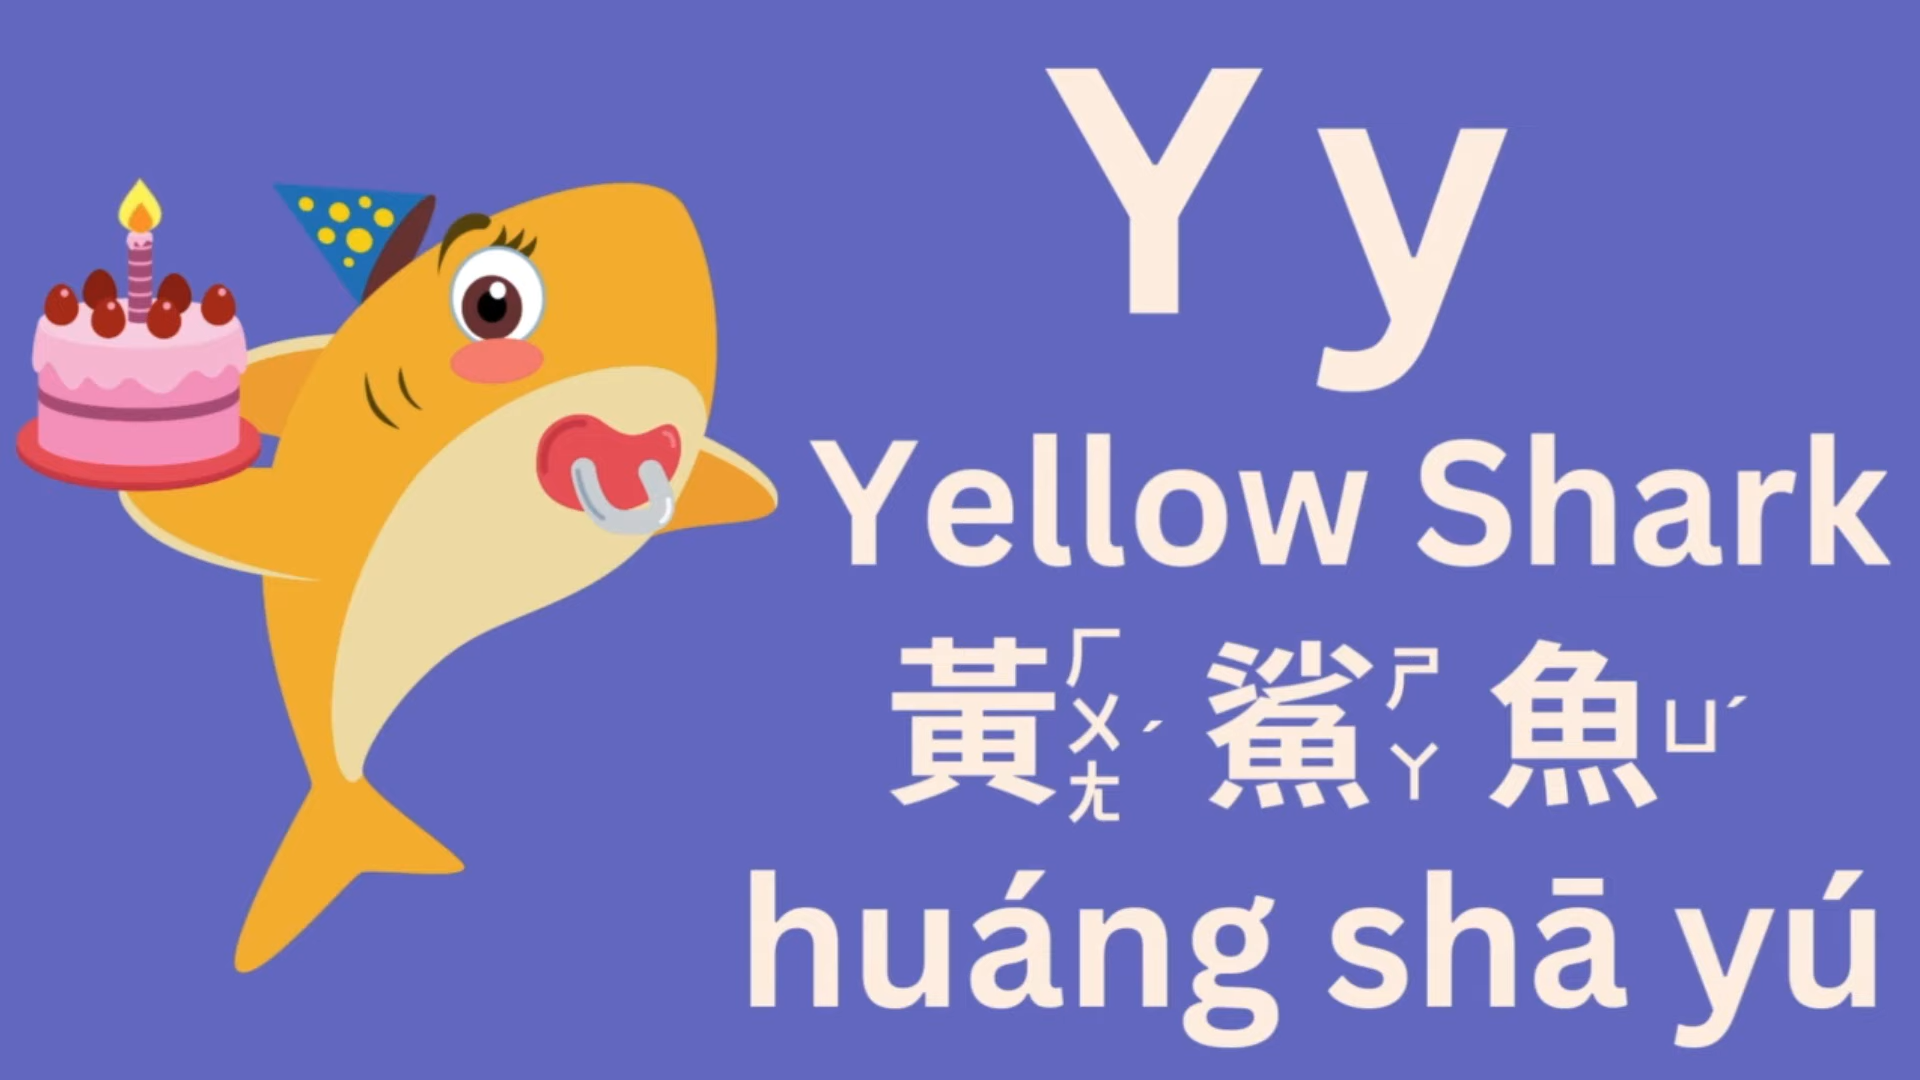 Y y
Yellow Shark
黃ㄏㄨㄤˊ 鯊ㄕㄚ 魚ㄩˊ
huáng shā yú